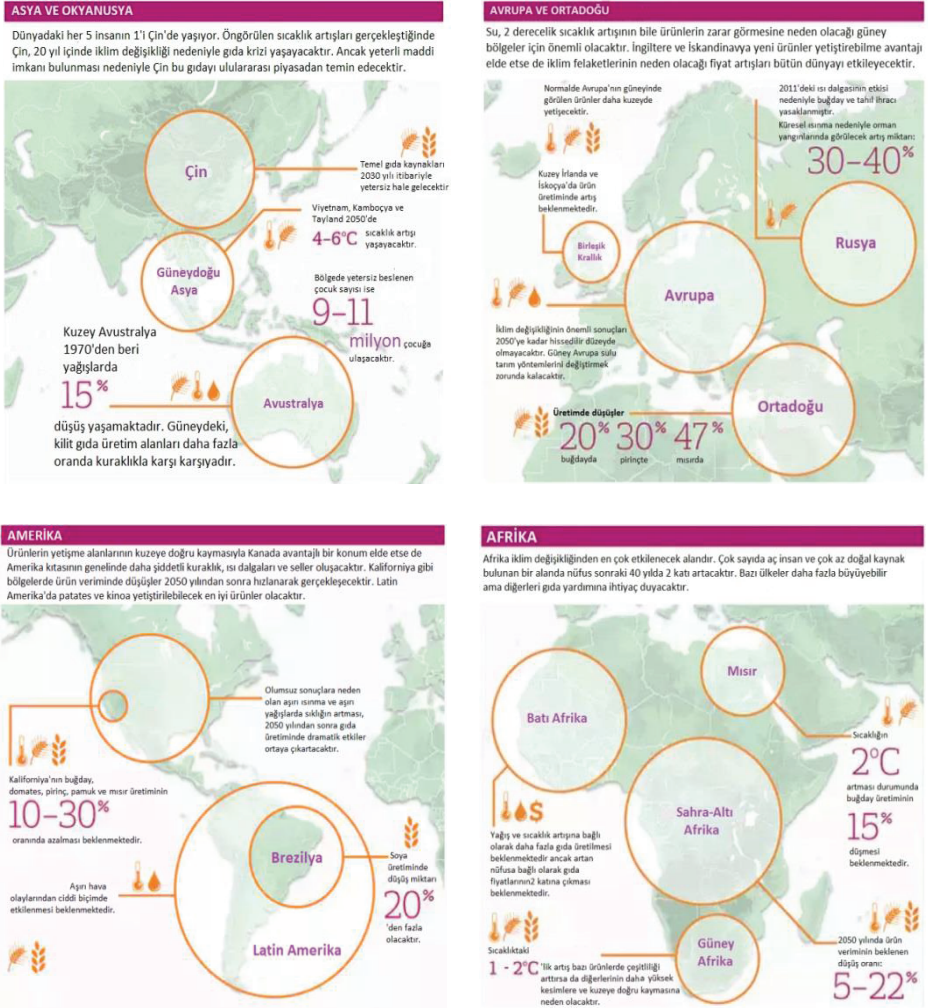 ASYA VE OKYANUSYA
Dünyadaki her 5 insanın 1'i Çin'de yaşıyor. Öngörülen sıcaklık artışları gerçekleştiğinde
Çin, 20 yıl içinde iklim değişikliği nedeniyle gıda krizi yaşayacaktır. Ancak yeterli maddi
imkanı bulunması nedeniyle Çin bu gıdayı ulululararası piyasadan temin edecektir.
Çin
Temel gıda kaynakları
2030 yılı itibariyle
yetersiz hale gelecektir
Viyetnam, Kamboçya ve
Tayland 2050'de
4–6°C sıcaklık artışı
yaşayacaktır.
Güneydoğu
Asya
Bölgede yetersiz beslenen
çocuk sayısı ise
9–11
milyon çocuğa
ulaşacaktır.
Kuzey Avustralya
1970'den beri
yağışlarda
15%
düşüş yaşamaktadır. Güneydeki,
kilit gıda üretim alanları daha fazla
oranda kuraklıkla karşı karşıyadır.
Avustralya
AVRUPA VE ORTADOĞU
Su, 2 derecelik sıcaklık artışının bile ürünlerin zarar görmesine neden olacağı güney
bölgeler için önemli olacaktır. İngiltere ve İskandinavya yeni ürünler yetiştirebilme avantajı
elde etse de iklim felaketlerinin neden olacağı fiyat artışları bütün dünyayı etkileyecektir.
Normalde Avrupa'nın güneyinde
görülen ürünler daha kuzeyde
yetişecektir.
2011'deki ısı dalgasının etkisi
nedeniyle buğday ve tahıl ihracı
yasaklanmıştır.
Küresel ısınma nedeniyle orman
yangınlarında görülecek artış miktarı:
30–40%
Kuzey İrlanda ve
İskoçya'da ürün
üretiminde artış
beklenmektedir.
Birleşik
Krallık
Rusya
Avrupa
İklim değişikliğinin önemli sonuçları
2050'ye kadar hissedilir düzeyde
olmayacaktır. Güney Avrupa sulu
tarım yöntemlerini değiştirmek
zorunda kalacaktır.
Ortadoğu
Üretimde düşüşler
20% 30% 47%
buğdayda pirinçte mısırda
AMERİKA
Ürünlerin yetişme alanlarının kuzeye doğru kaymasıyla Kanada avantajlı bir konum elde etse de
Amerika kıtasının genelinde daha şiddetli kuraklık, ısı dalgaları ve seller oluşacaktır. Kaliforniya gibi
bölgelerde ürün veriminde düşüşler 2050 yılından sonra hızlanarak gerçekleşecektir. Latin
Amerika'da patates ve kinoa yetiştirilebilecek en iyi ürünler olacaktır.
Olumsuz sonuçlara neden
olan aşırı ısınma ve aşırı
yağışlarda sıklığın artması,
2050 yılından sonra gıda
üretiminde dramatik etkiler
ortaya çıkartacaktır.
Kaliforniya'nın buğday,
domates, pirinç, pamuk ve mısır üretiminin
10–30%
oranında azalması beklenmektedir.
Brezilya
Soya
üretiminde
düşüş miktarı
20%
'den fazla
olacaktır.
Aşırı hava
olaylarından ciddi biçimde
etkilenmesi beklenmektedir.
Latin Amerika
AFRİKA
Afrika iklim değişikliğinden en çok etkilenecek alandır. Çok sayıda aç insan ve çok az doğal kaynak
bulunan bir alanda nüfus sonraki 40 yılda 2 katı artacaktır. Bazı ülkeler daha fazla büyüyebilir
ama diğerleri gıda yardımına ihtiyaç duyacaktır.
Mısır
Batı Afrika
Sıcaklığın
2°C
artması durumunda
buğday üretiminin
15%
düşmesi
beklenmektedir.
Sahra-Altı
Afrika
$
Yağış ve sıcaklık artışına bağlı
olarak daha fazla gıda üretilmesi
beklenmektedir ancak artan
nüfusa bağlı olarak gıda
fiyatlarının2 katına çıkması
beklenmektedir.
Sıcaklıktaki
1 - 2°C 'lik artış bazı ürünlerde çeşitliliği
arttırsa da diğerlerinin daha yüksek
kesimlere ve kuzeye doğru kaymasına
neden olacaktır.
Güney
Afrika
2050 yılında ürün
veriminin beklenen
düşüş oranı:
5–22%